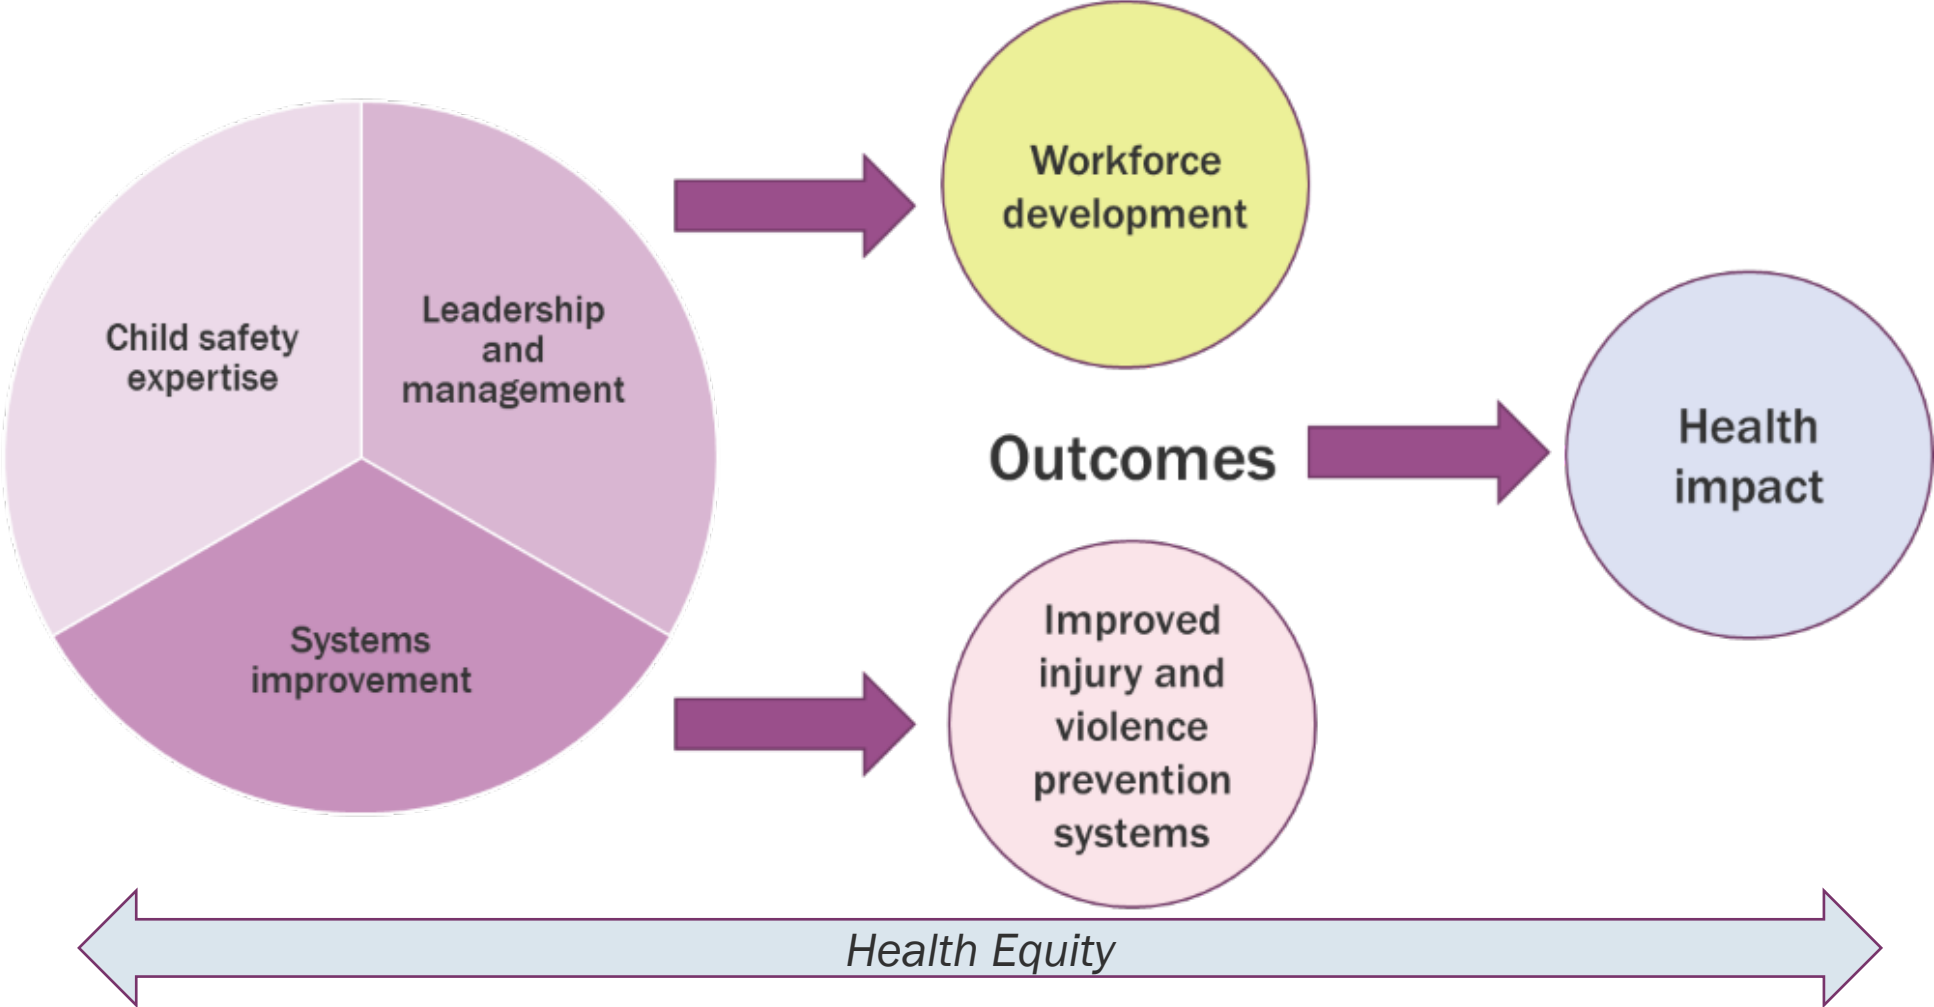 Child safety
expertise
Leadership
and
management
Systems
improvement
Workforce
development
Outcomes
Improved
injury and
violence
prevention
systems
Health
impact
Health Equity